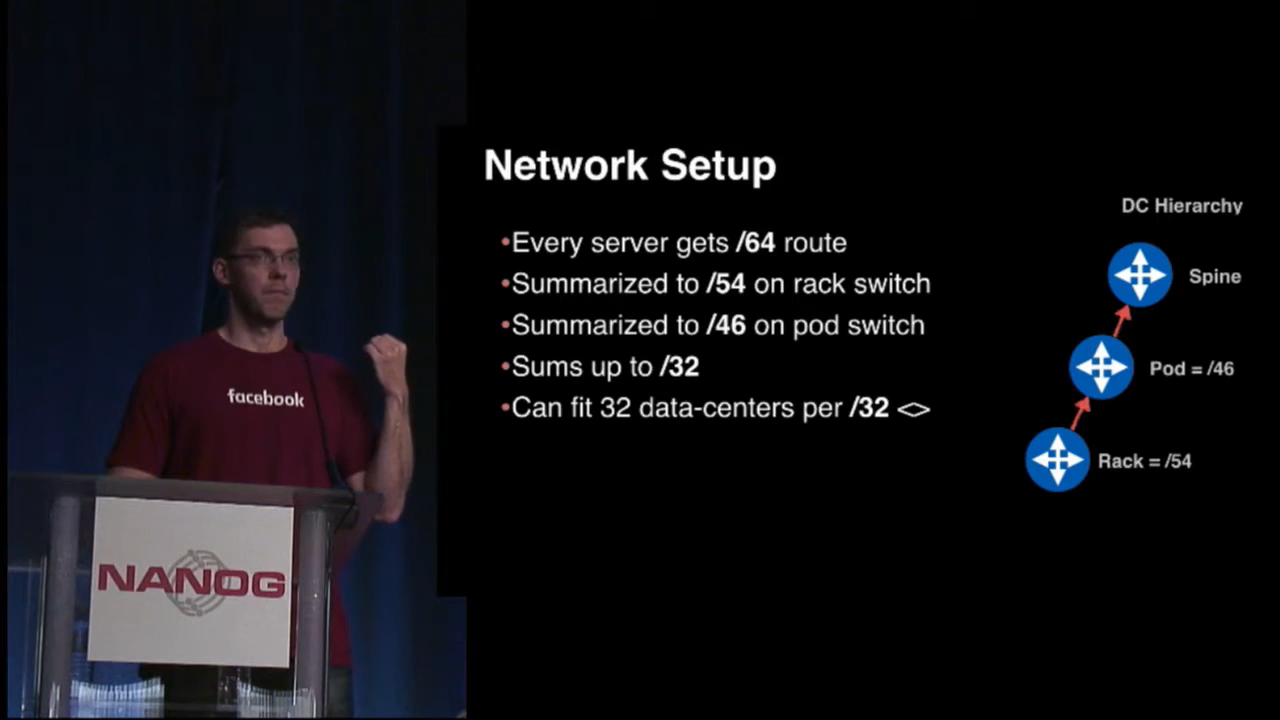 Network Setup
•Every server gets /64 route
•Summarized to /54 on rack switch
•Summarized to /46 on pod switch
•Sums up to /32
•Can fit 32 data-centers per /32 <>
DC Hierarchy
Spine
Pod = /46
Rack = /54
facebook
NANOG